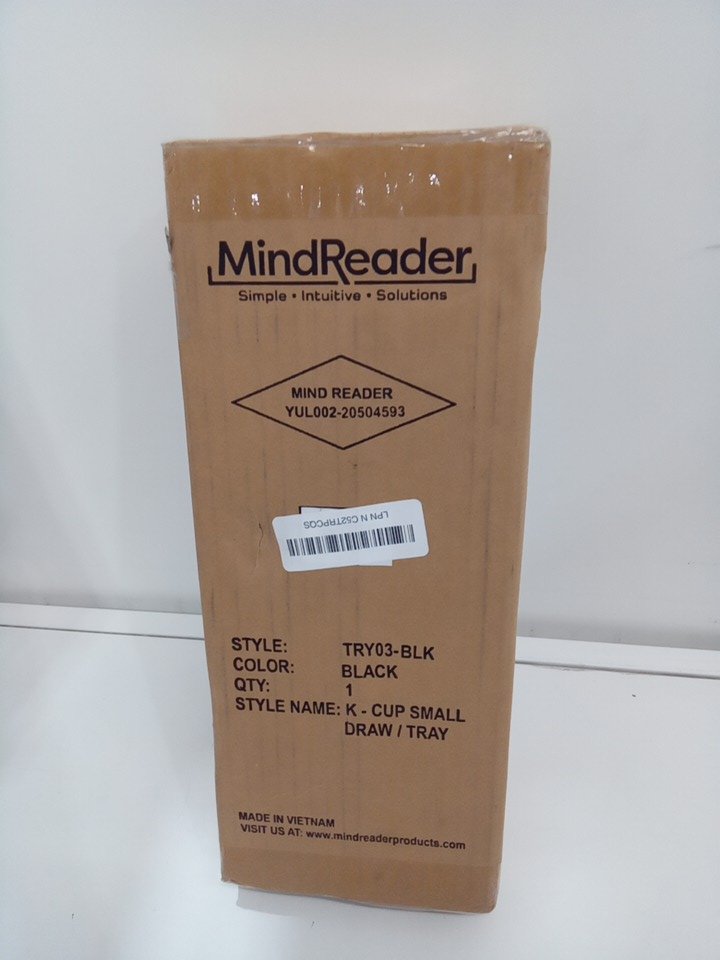 MindReader
Simple • Intuitive • Solutions
MIND READER
YUL002-20504593
LPN N C52TRPCQS
STYLE: TRY03-BLK
COLOR: BLACK
QTY: 1
STYLE NAME: K - CUP SMALL
DRAW / TRAY
MADE IN VIETNAM
VISIT US AT: www.mindreaderproducts.com